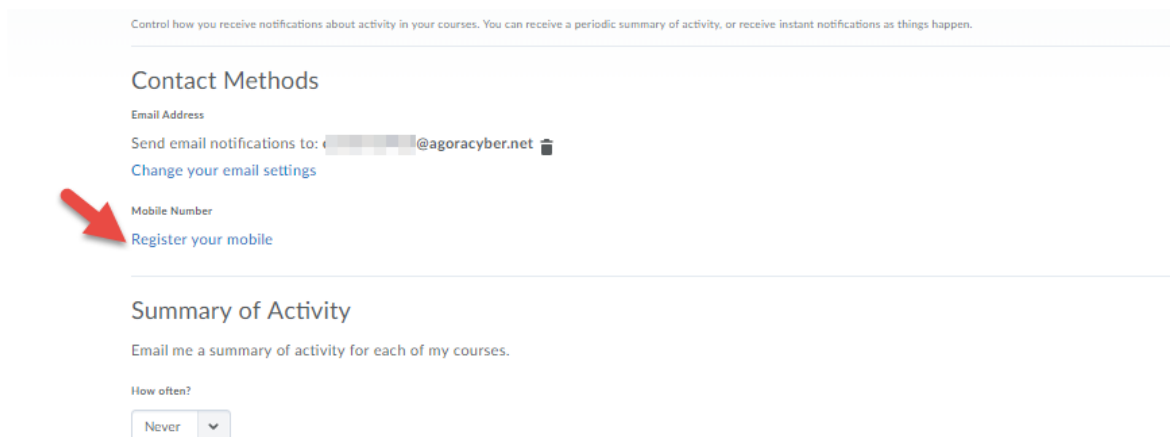 Control how you receive notifications about activity in your courses. You can receive a periodic summary of activity, or receive instant notifications as things happen.
Contact Methods
Email Address
Send email notifications to: @agoracyber.net
Change your email settings
Mobile Number
Register your mobile
Summary of Activity
Email me a summary of activity for each of my courses.
How often?
Never